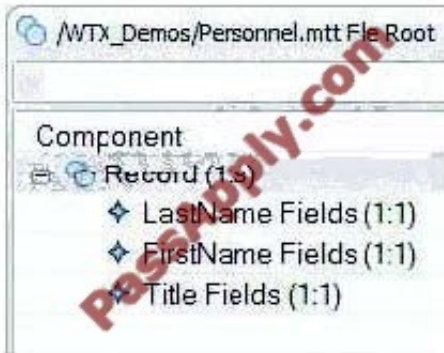 /WTX_Demos/Personnel.mtt File Root
Component
Record (1:s)
LastName Fields (1:1)
FirstName Fields (1:1)
Title Fields (1:1)
PassApply.com